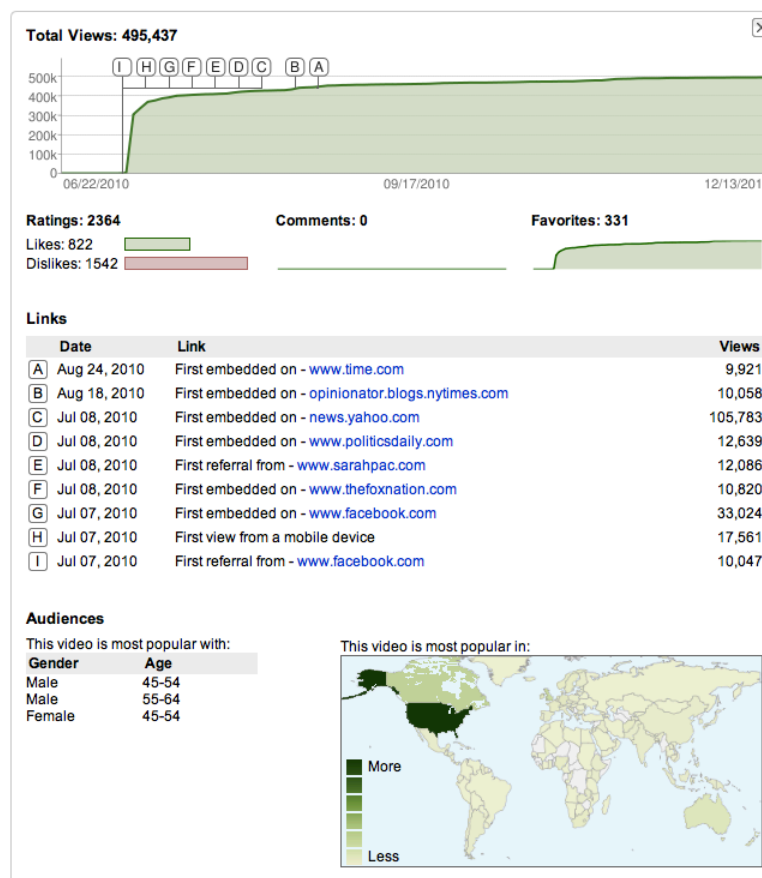 Total Views: 495,437
I H G F E D C B A
500k
400k
300k
200k
100k
0
06/22/2010 09/17/2010 12/13/201
Ratings: 2364 Comments: 0 Favorites: 331
Likes: 822
Dislikes: 1542
Links
Date Link Views
A Aug 24, 2010 First embedded on - www.time.com 9,921
B Aug 18, 2010 First embedded on - opinionator.blogs.nytimes.com 10,058
C Jul 08, 2010 First embedded on - news.yahoo.com 105,783
D Jul 08, 2010 First embedded on - www.politicsdaily.com 12,639
E Jul 08, 2010 First referral from - www.sarahpac.com 12,086
F Jul 08, 2010 First embedded on - www.thefoxnation.com 10,820
G Jul 07, 2010 First embedded on - www.facebook.com 33,024
H Jul 07, 2010 First view from a mobile device 17,561
I Jul 07, 2010 First referral from - www.facebook.com 10,047
Audiences
This video is most popular with: This video is most popular in:
Gender Age
Male 45-54
Male 55-64
Female 45-54
More
Less